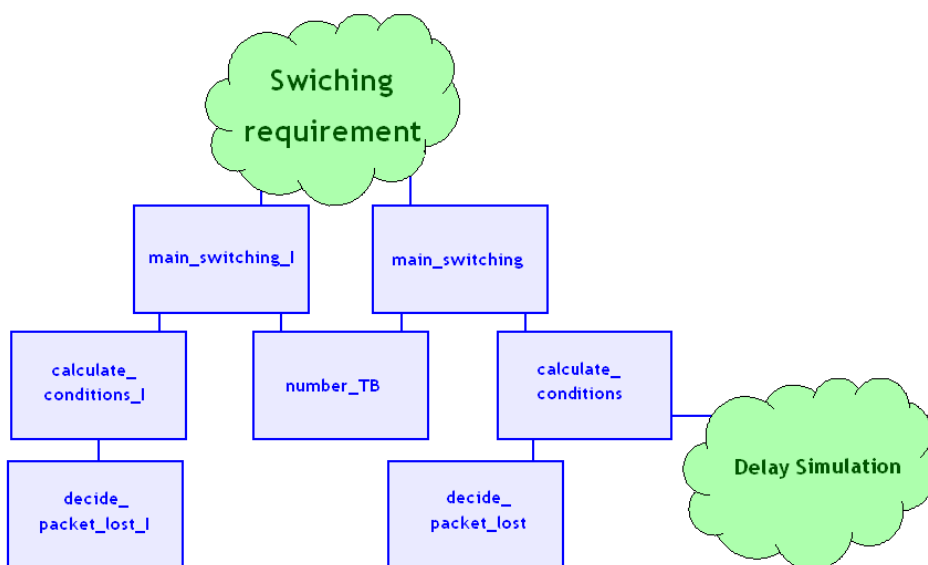 Swiching
requirement
main_switching_I
main_switching
calculate_
conditions_I
number_TB
calculate_
conditions
Delay Simulation
decide_
packet_lost_I
decide_
packet_lost